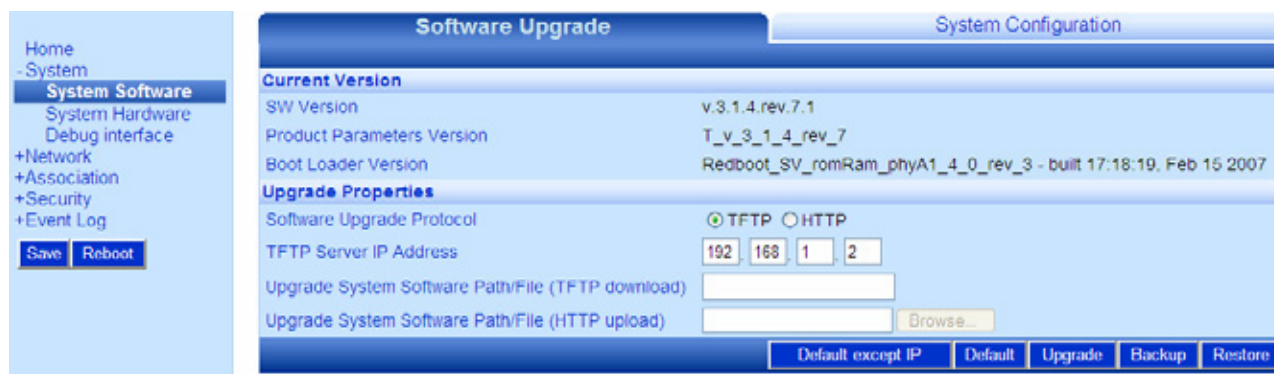 Home
- System
System Software
System Hardware
Debug interface
+Network
+Association
+Security
+Event Log
Save Reboot
Software Upgrade System Configuration
Current Version
SW Version v.3.1.4.rev.7.1
Product Parameters Version T_v_3_1_4_rev_7
Boot Loader Version Redboot_SV_romRam_phyA1_4_0_rev_3 - built 17:18:19, Feb 15 2007
Upgrade Properties
Software Upgrade Protocol TFTP HTTP
TFTP Server IP Address 192 . 168 . 1 . 2
Upgrade System Software Path/File (TFTP download)
Upgrade System Software Path/File (HTTP upload) Browse...
Default except IP Default Upgrade Backup Restore